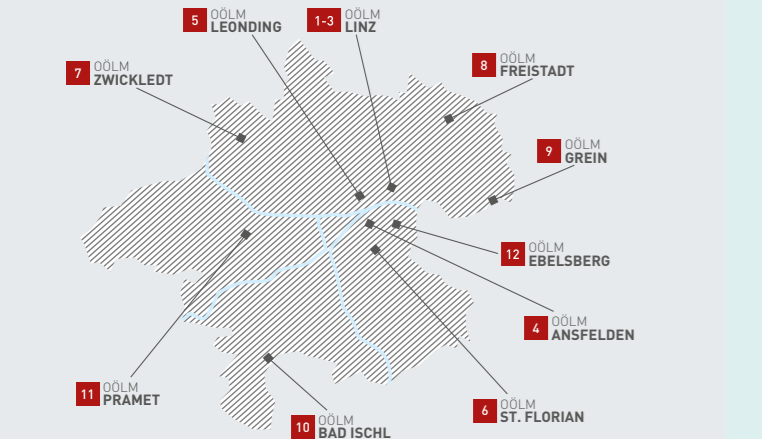 5 OÖLM
LEONDING
1-3 OÖLM
LINZ
7 OÖLM
ZWICKLEDT
8 OÖLM
FREISTADT
9 OÖLM
GREIN
12 OÖLM
EBELSBERG
4 OÖLM
ANSFELDEN
11 OÖLM
PRAMET
6 OÖLM
ST. FLORIAN
10 OÖLM
BAD ISCHL